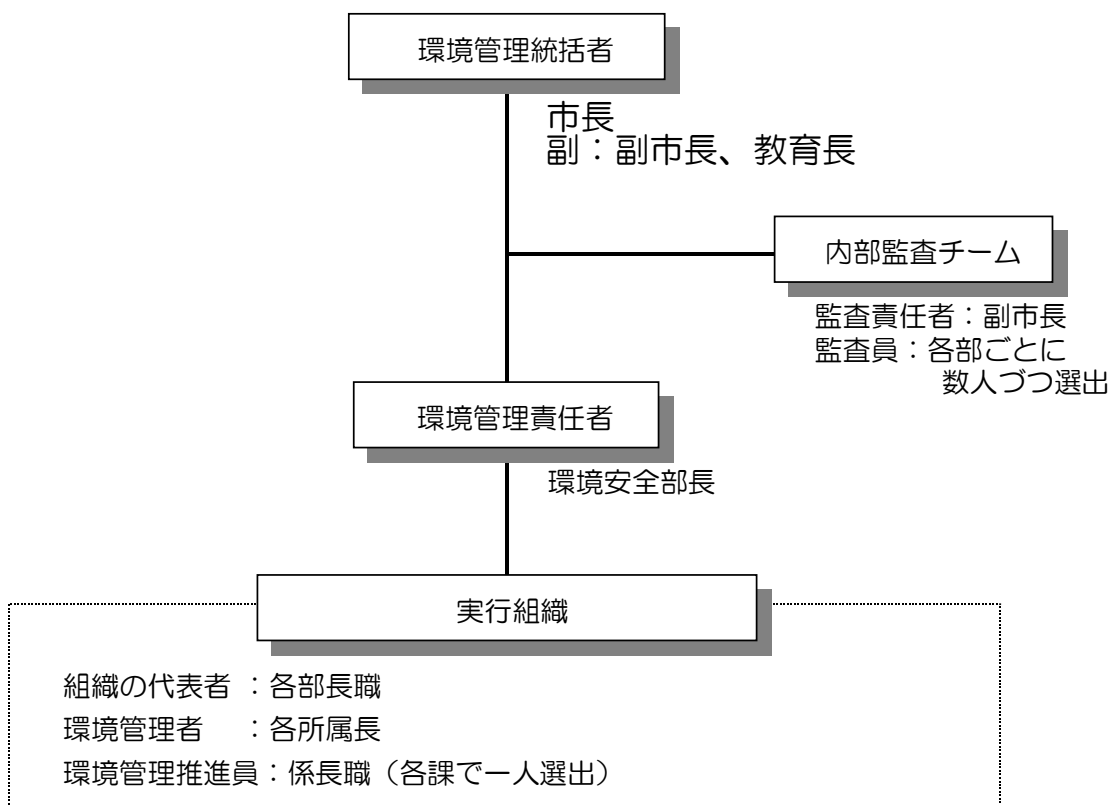 環境管理統括者
市長
副：副市長、教育長
内部監査チーム
監査責任者：副市長
監査員：各部ごとに
数人づつ選出
環境管理責任者
環境安全部長
実行組織
組織の代表者 ：各部長職
環境管理者　 ：各所属長
環境管理推進員：係長職（各課で一人選出）